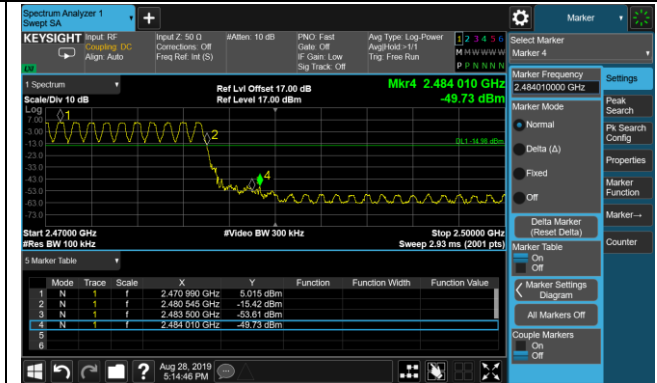 Spectrum Analyzer 1
Swept SA
Marker
KEYSIGHT Input: RF Input Z: 50 Ω #Atten: 10 dB PNO: Fast Avg Type: Log-Power 1 2 3 4 5 6
Coupling: DC Corrections: Off Gate: Off Avg|Hold:>1/1 M W W W W W
Align: Auto Freq Ref: Int (S) IF Gain: Low Trig: Free Run
Sig Track: Off P P N N N N
Select Marker
Marker 4
1 Spectrum
Ref Lvl Offset 17.00 dB Mkr4 2.484 010 GHz
Scale/Div 10 dB Ref Level 17.00 dBm -49.73 dBm
Log
7.00
-3.00
-13.0
-23.0
-33.0
-43.0
-53.0
-63.0
-73.0
1
2
4
DL1 -14.98 dBm
Start 2.47000 GHz #Video BW 300 kHz Stop 2.50000 GHz
#Res BW 100 kHz Sweep 2.93 ms (2001 pts)
5 Marker Table
Mode Trace Scale X Y Function Function Width Function Value
1 N 1 f 2.470 990 GHz 5.015 dBm
2 N 1 f 2.480 545 GHz -15.42 dBm
3 N 1 f 2.483 500 GHz -53.61 dBm
4 N 1 f 2.484 010 GHz -49.73 dBm
5
6
Aug 28, 2019
5:14:46 PM
Marker Frequency
2.484010000 GHz
Marker Mode
Normal
Delta (Δ)
Fixed
Off
Delta Marker
(Reset Delta)
Marker Table
On
Off
Marker Settings
Diagram
All Markers Off
Couple Markers
On
Off
Settings
Peak
Search
Pk Search
Config
Properties
Marker
Function
Marker→
Counter